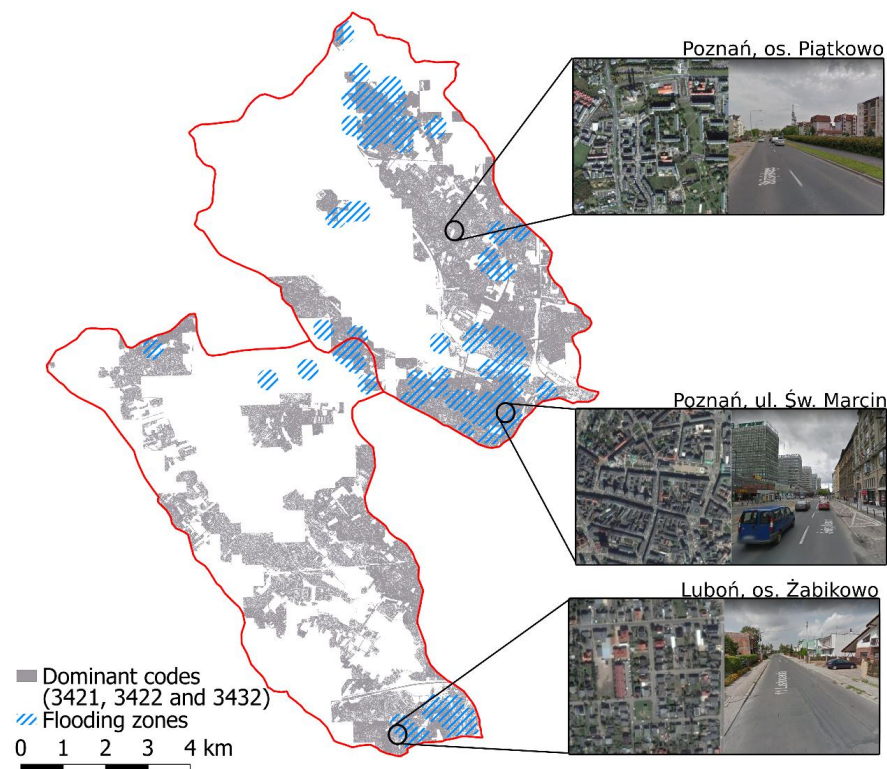 Poznań, os. Piątkowo
Poznań, ul. Św. Marcin
Luboń, os. Żabikowo
Dominant codes
(3421, 3422 and 3432)
Flooding zones
0 1 2 3 4 km